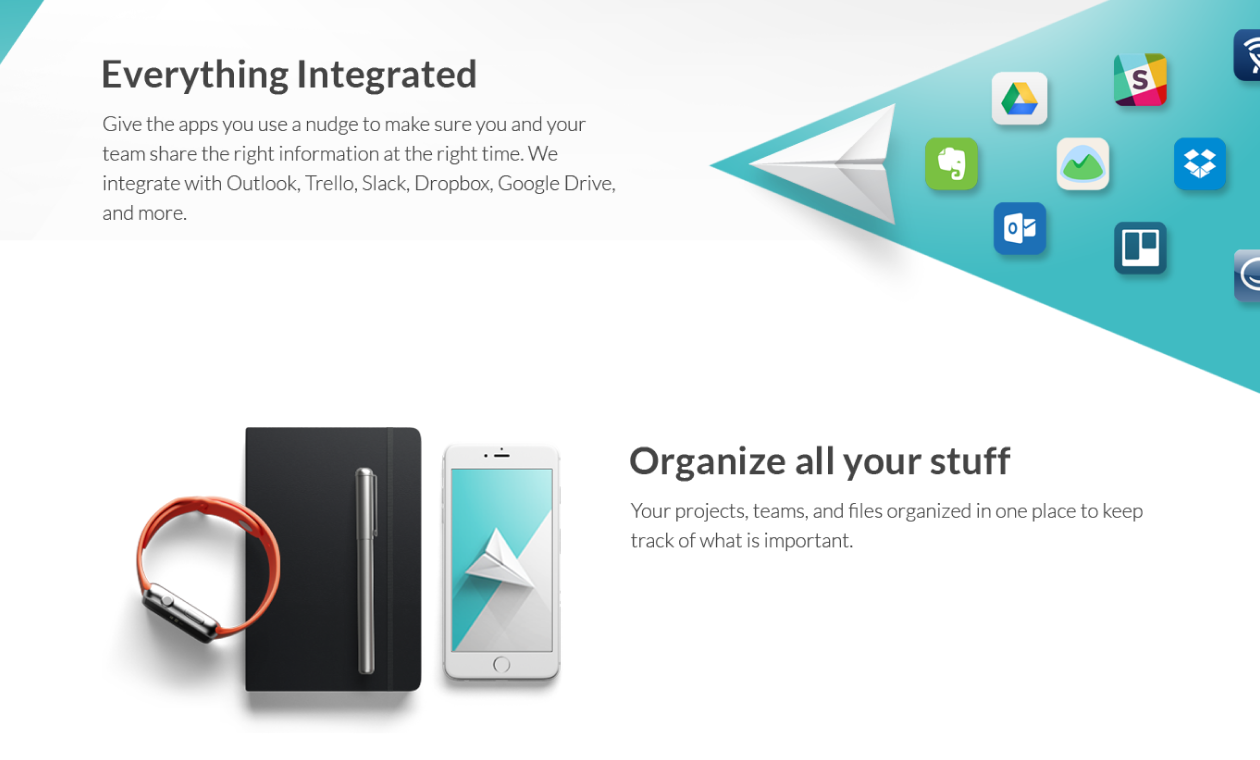 Everything Integrated
Give the apps you use a nudge to make sure you and your
team share the right information at the right time. We
integrate with Outlook, Trello, Slack, Dropbox, Google Drive,
and more.
S
Organize all your stuff
Your projects, teams, and files organized in one place to keep
track of what is important.